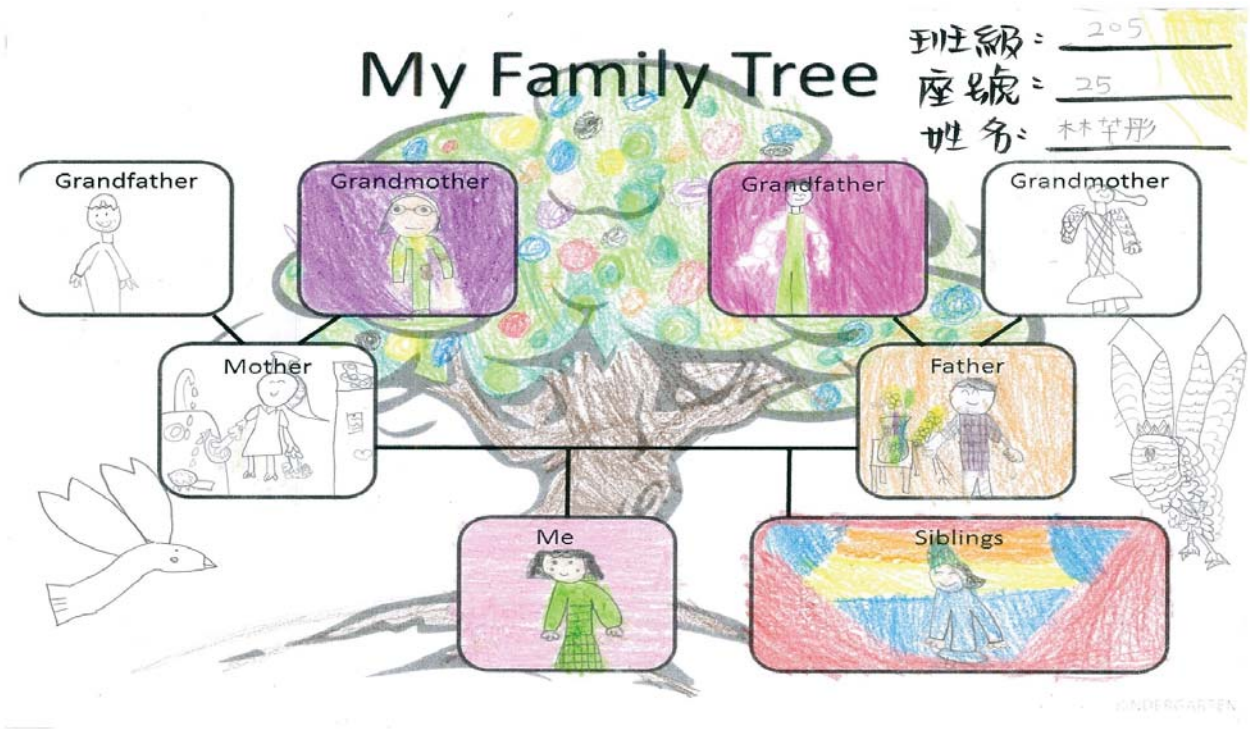 My Family Tree
班級: 205
座號: 25
姓名: 林芊彤
Grandfather
Grandmother
Grandfather
Grandmother
Mother
Father
Me
Siblings
KINDERGARTEN